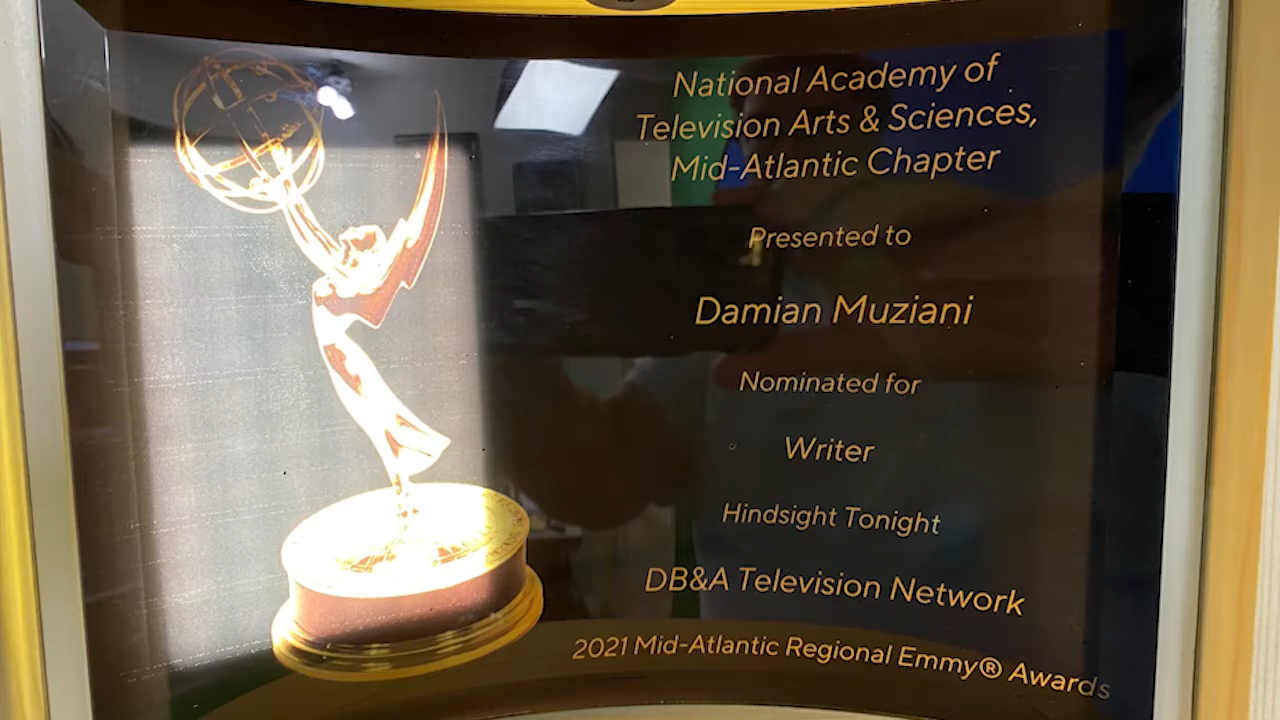 National Academy of
Television Arts & Sciences,
Mid-Atlantic Chapter
Presented to
Damian Muziani
Nominated for
Writer
Hindsight Tonight
DB&A Television Network
2021 Mid-Atlantic Regional Emmy® Awards